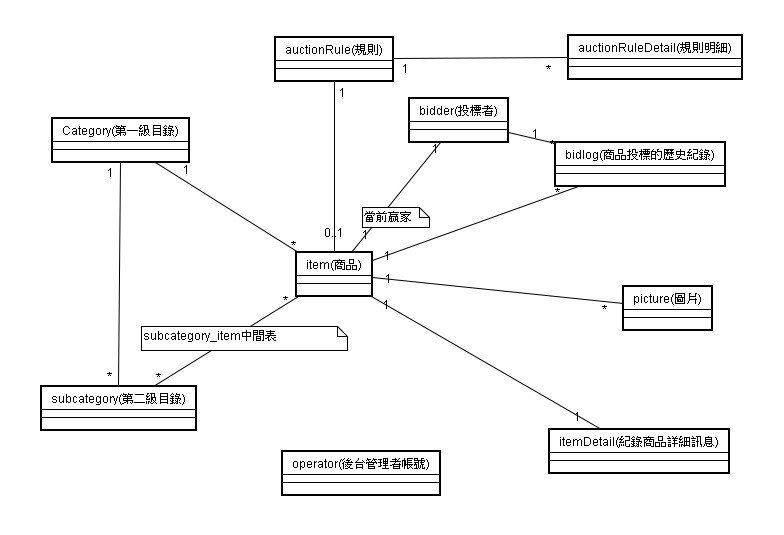 auctionRule(規則)
auctionRuleDetail(規則明細)
1
*
1
bidder(投標者)
Category(第一級目錄)
1
*
bidlog(商品投標的歷史紀錄)
1
1
1
*
當前贏家
0..1
1
*
1
item(商品)
1
*
picture(圖片)
*
1
subcategory_item中間表
*
*
subcategory(第二級目錄)
1
itemDetail(紀錄商品詳細訊息)
operator(後台管理者帳號)